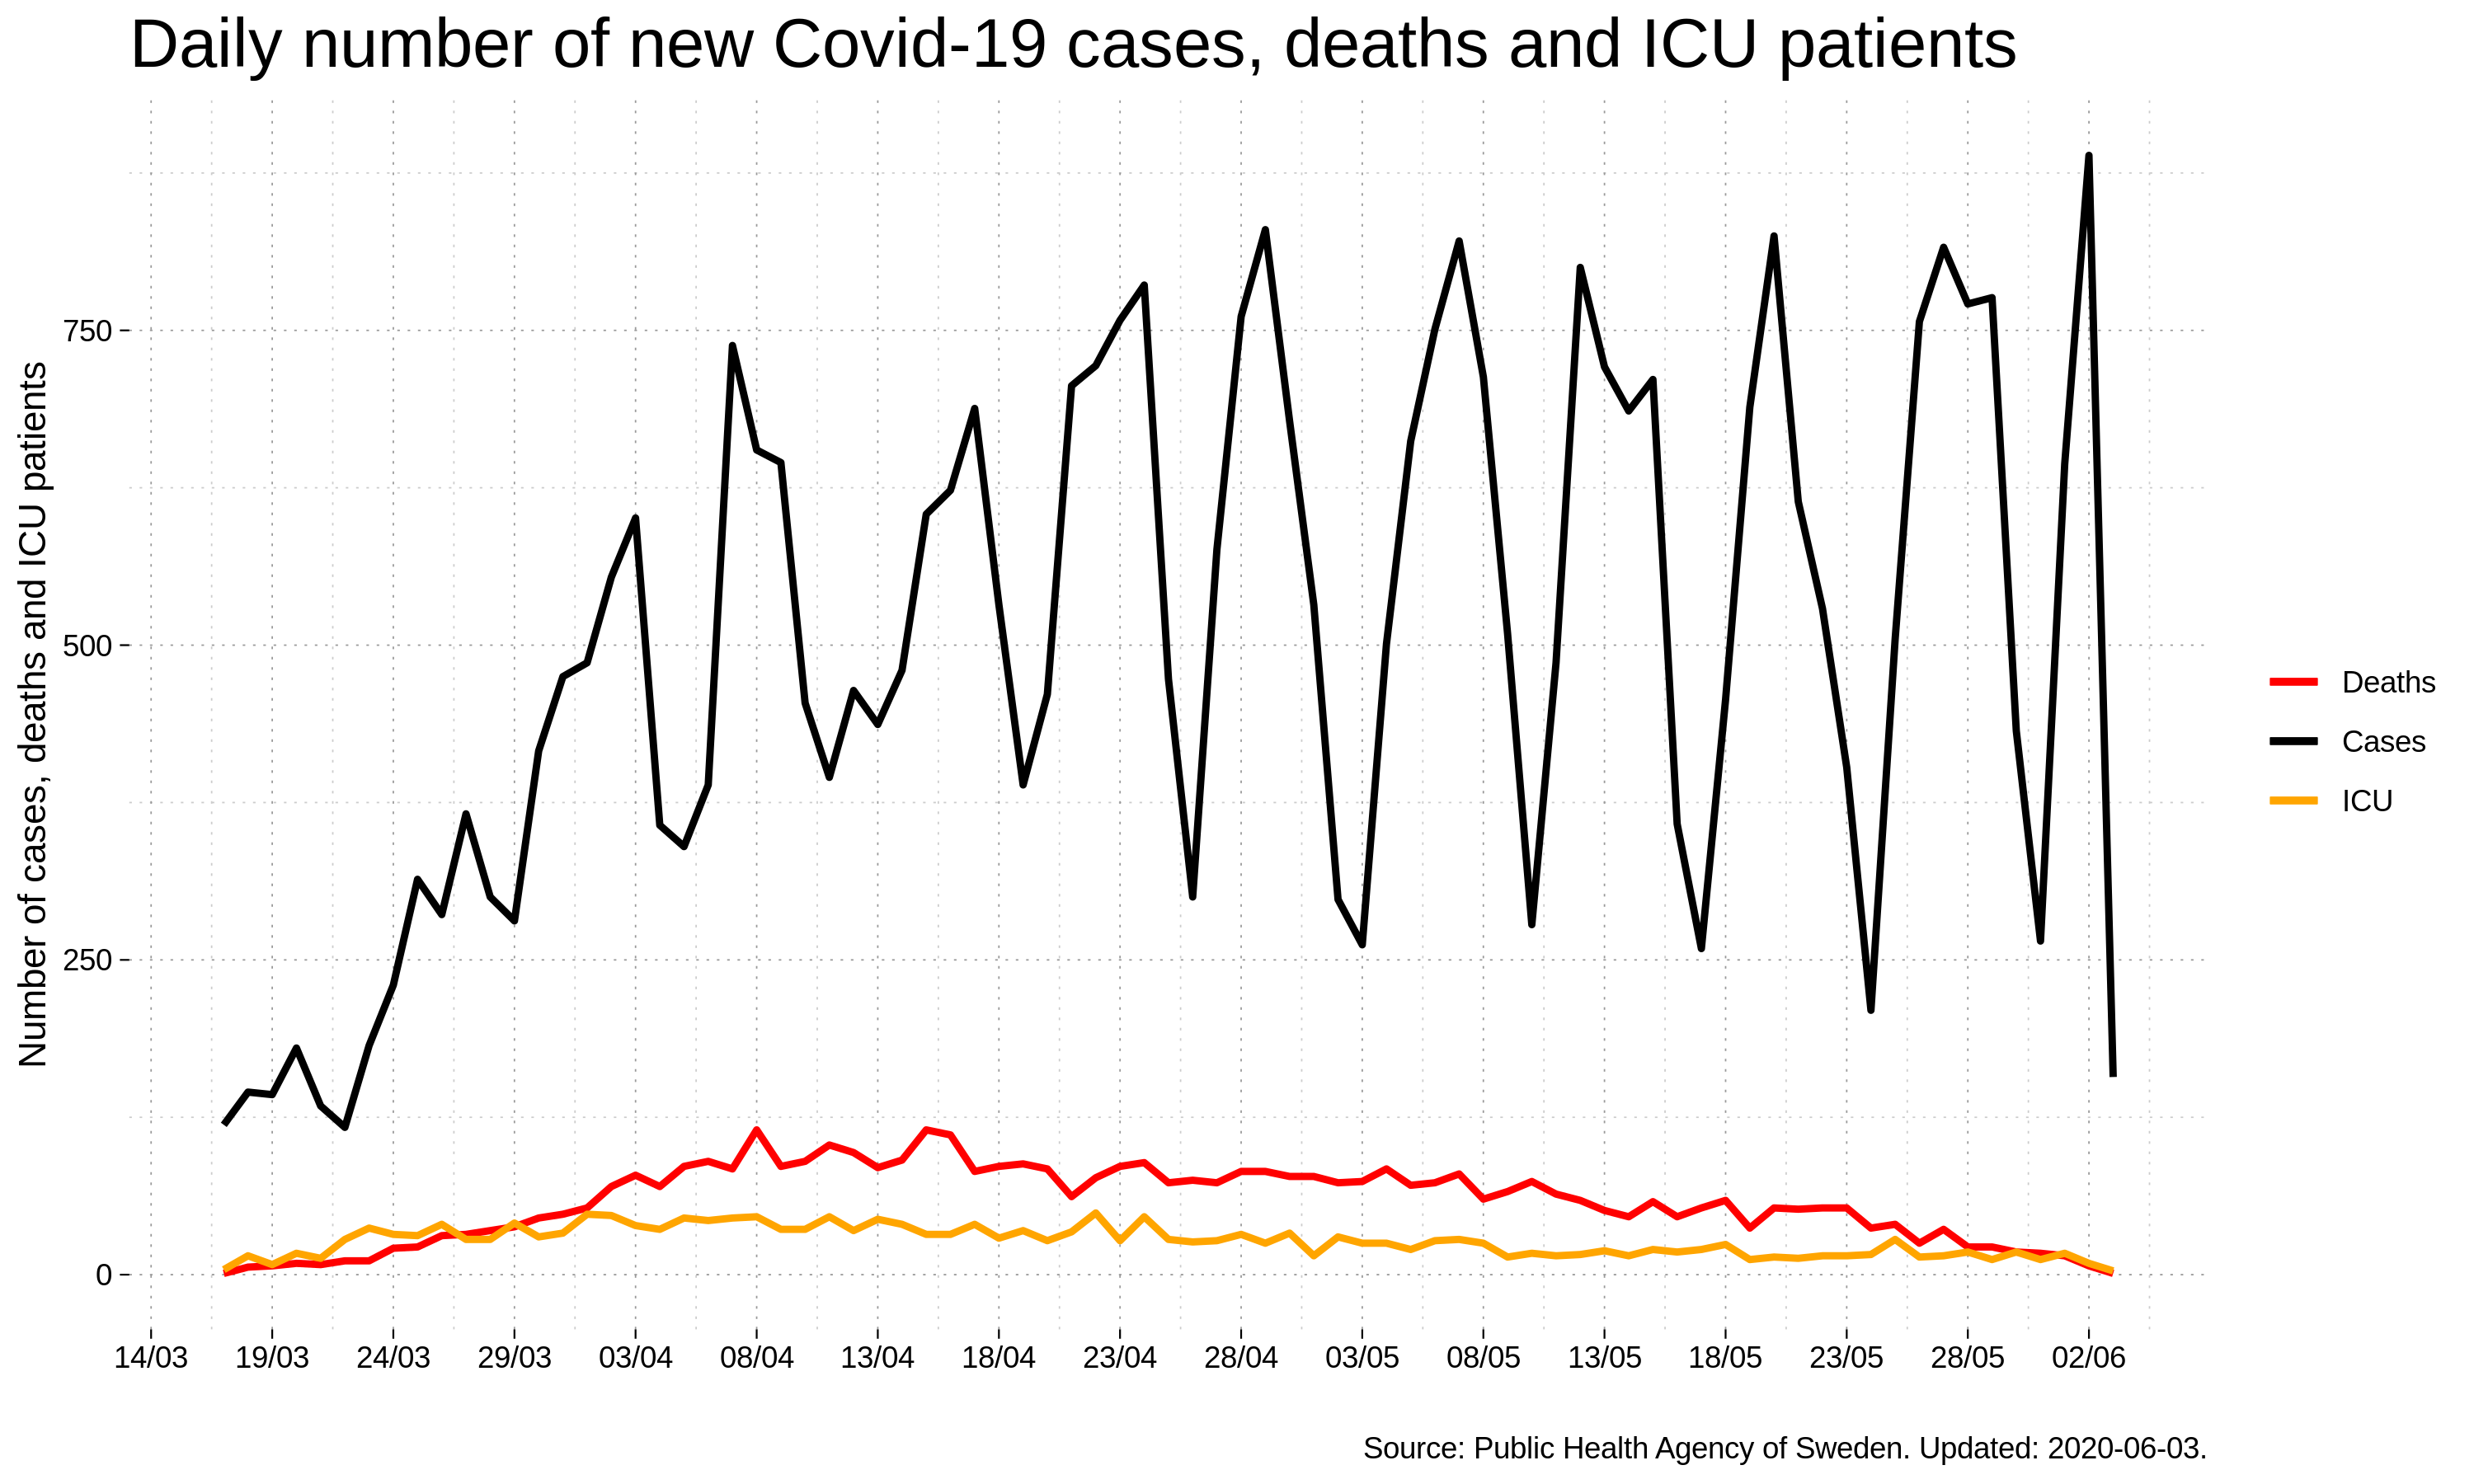 Daily number of new Covid-19 cases, deaths and ICU patients
Number of cases, deaths and ICU patients
750
500
250
0
14/03 19/03 24/03 29/03 03/04 08/04 13/04 18/04 23/04 28/04 03/05 08/05 13/05 18/05 23/05 28/05 02/06
Deaths
Cases
ICU
Source: Public Health Agency of Sweden. Updated: 2020-06-03.